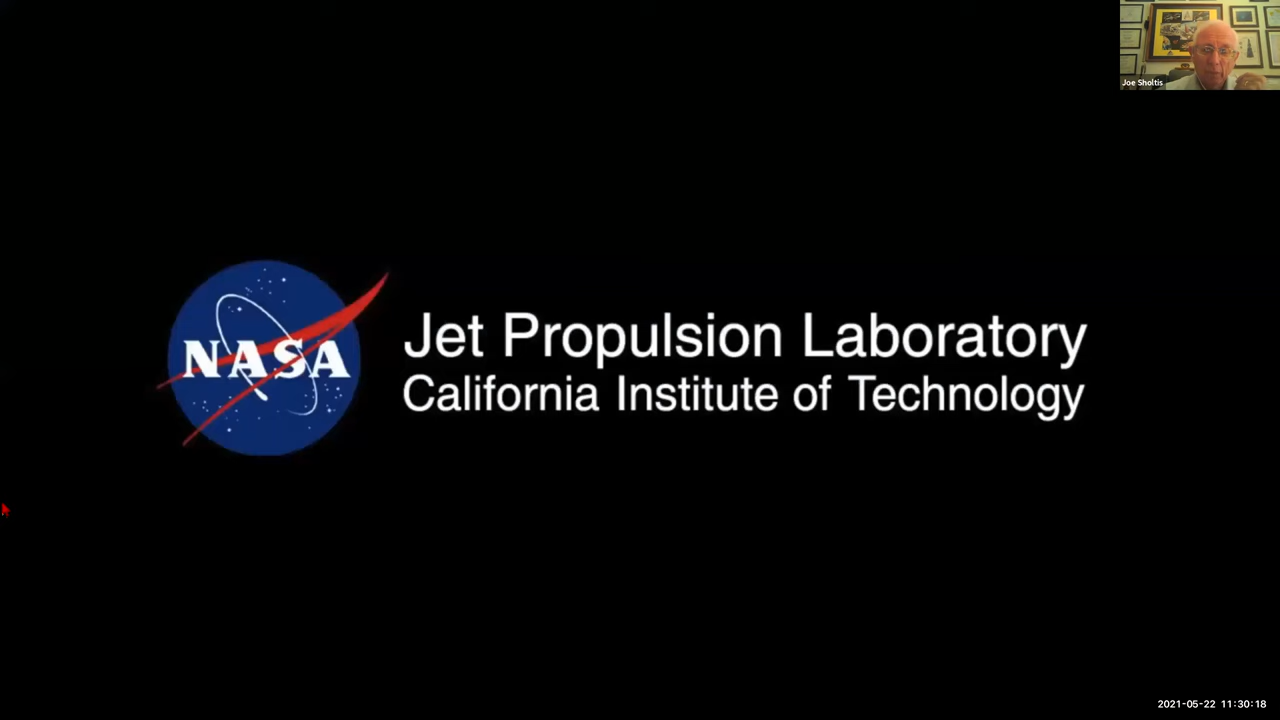 Joe Sholtis
NASA
Jet Propulsion Laboratory
California Institute of Technology
2021-05-22 11:30:18